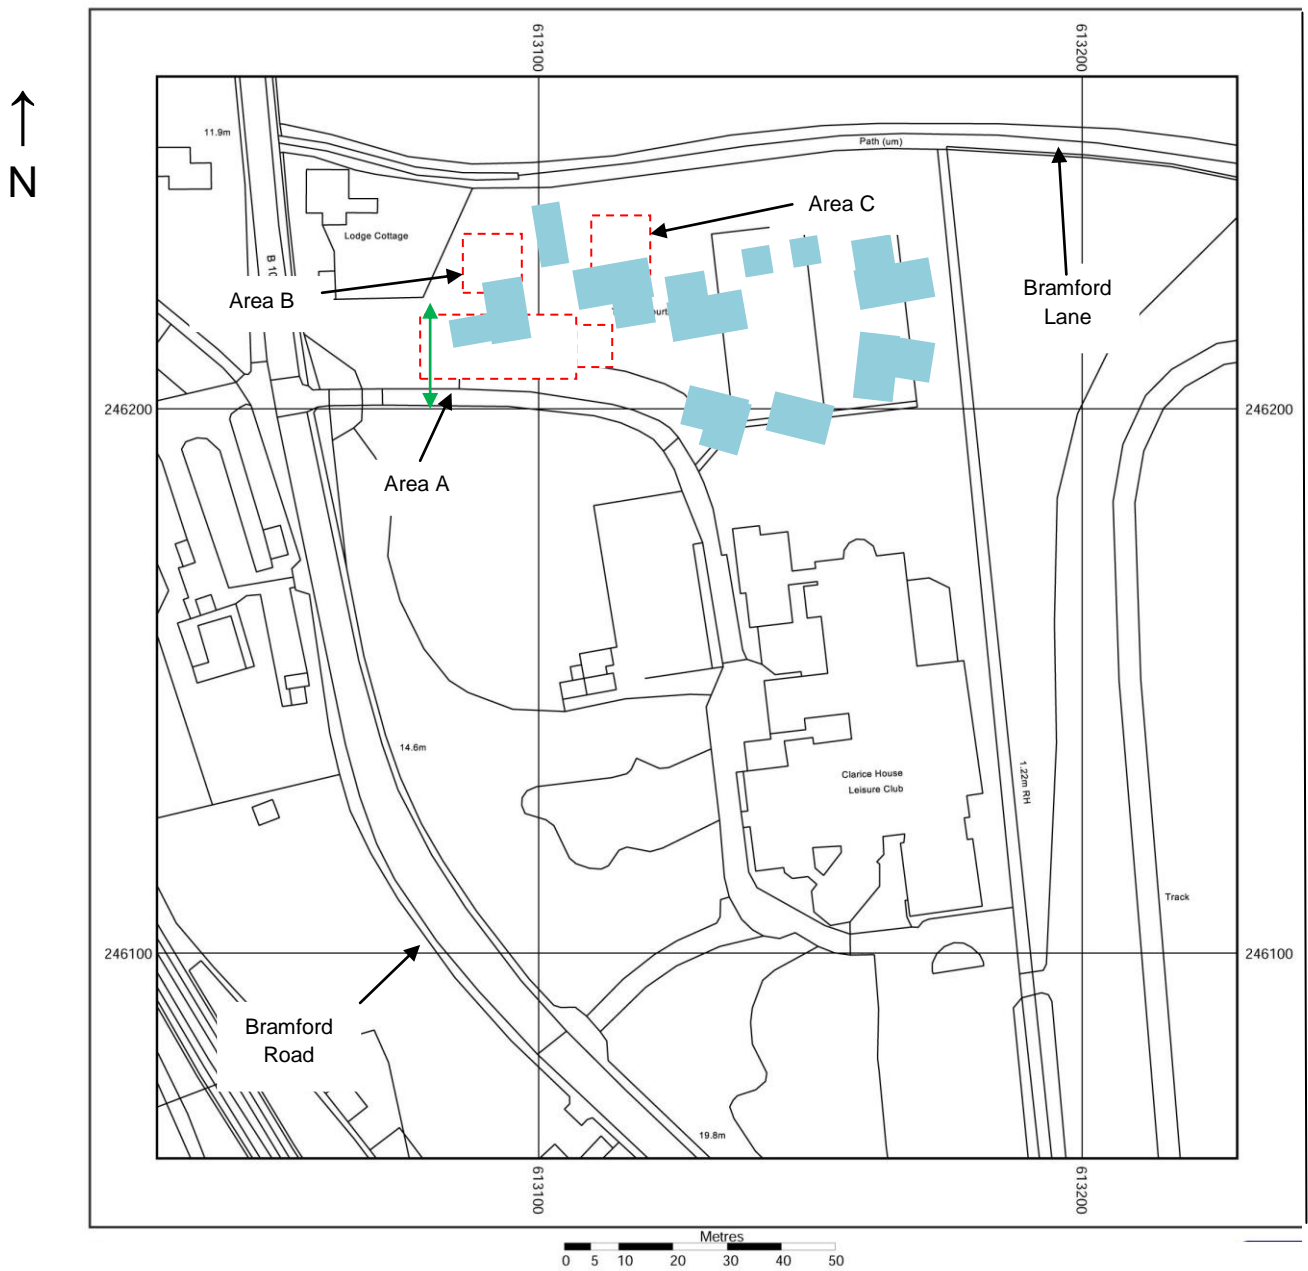 613100
613200
N
11.9m
Path (um)
Area C
Lodge Cottage
B 10
Area B
Bramford
Lane
246200
246200
Area A
14.6m
Clarice House
Leisure Club
1.22m RH
Track
246100
246100
Bramford
Road
19.8m
613100
613200
Metres
0 5 10 20 30 40 50